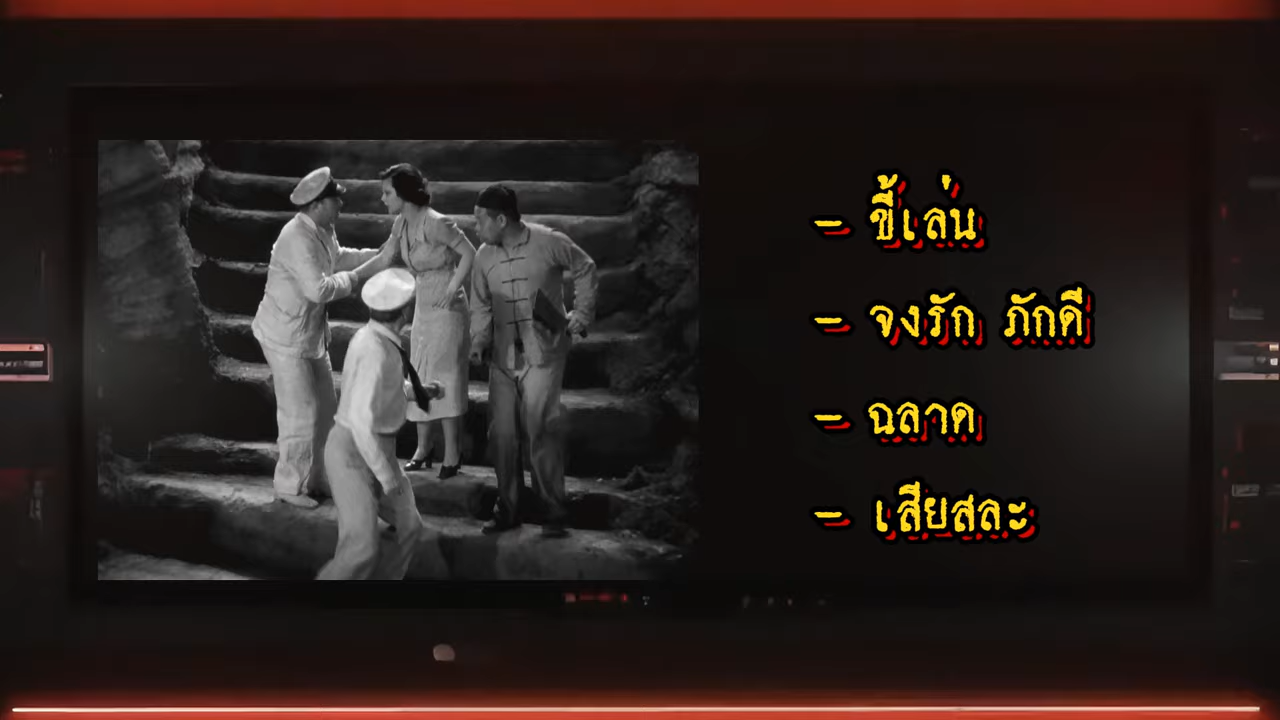 - ขี้เล่น
- จงรัก ภักดี
- ฉลาด
- เสียสละ